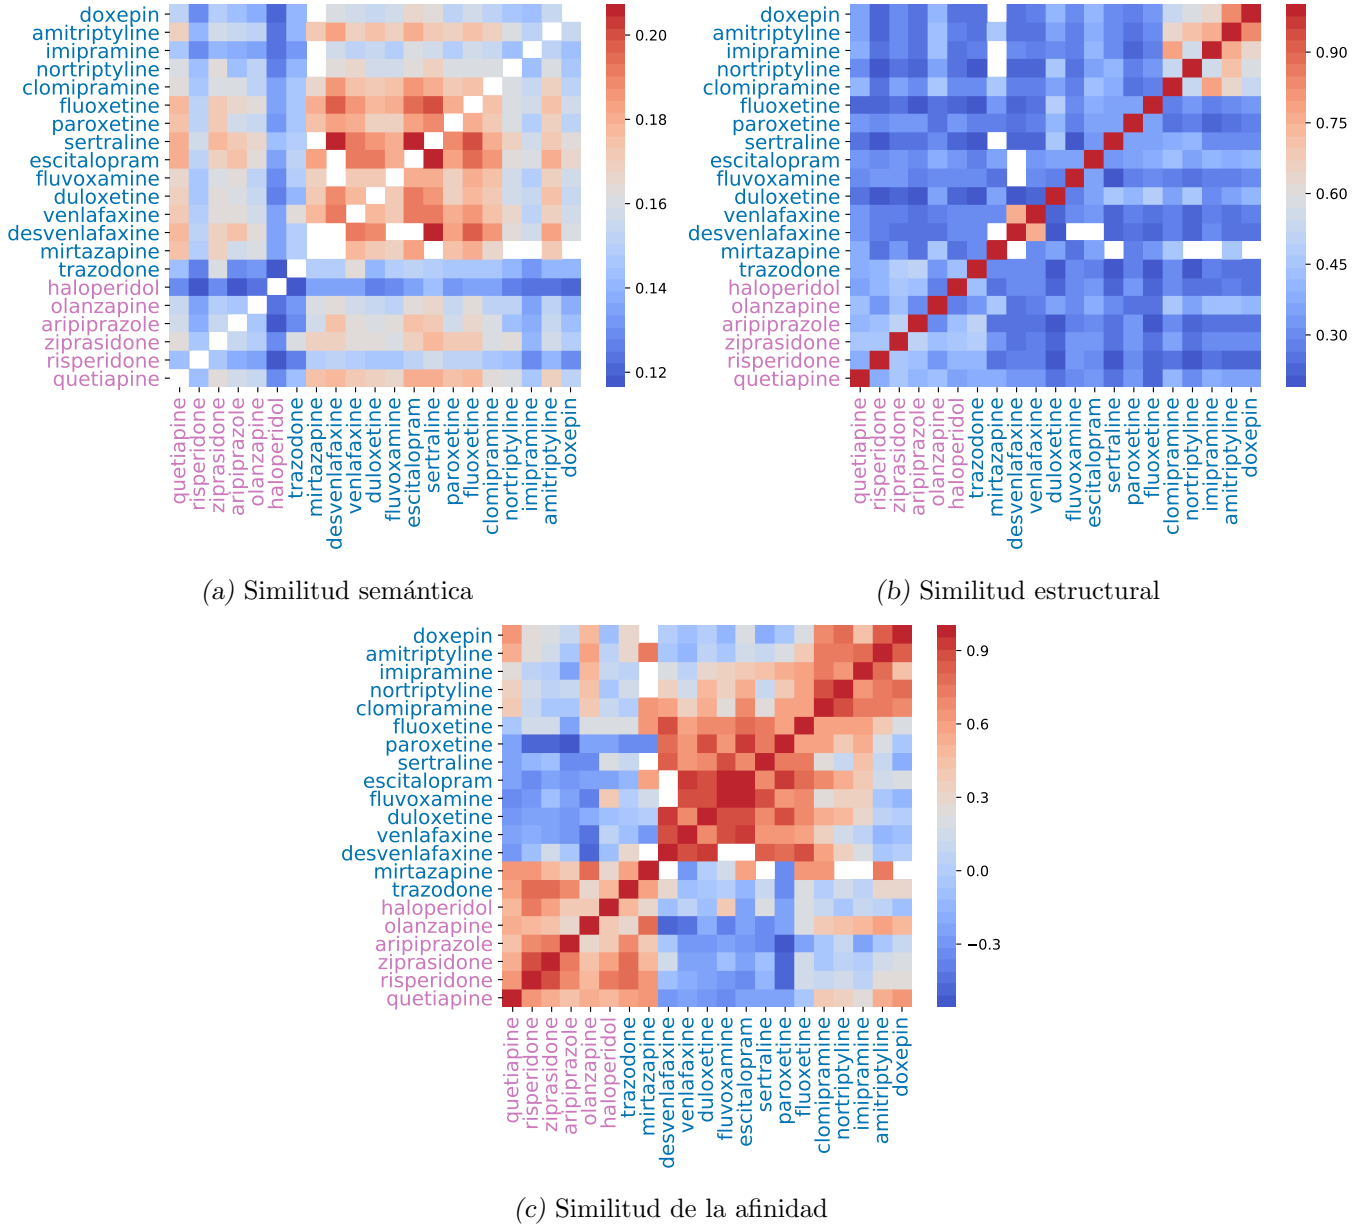 doxepin
amitriptyline
imipramine
nortriptyline
clomipramine
fluoxetine
paroxetine
sertraline
escitalopram
fluvoxamine
duloxetine
venlafaxine
desvenlafaxine
mirtazapine
trazodone
haloperidol
olanzapine
aripiprazole
ziprasidone
risperidone
quetiapine
quetiapine
risperidone
ziprasidone
aripiprazole
olanzapine
haloperidol
trazodone
mirtazapine
desvenlafaxine
venlafaxine
duloxetine
fluvoxamine
escitalopram
sertraline
paroxetine
fluoxetine
clomipramine
nortriptyline
imipramine
amitriptyline
doxepin
0.20
0.18
0.16
0.14
0.12
(a) Similitud semántica
doxepin
amitriptyline
imipramine
nortriptyline
clomipramine
fluoxetine
paroxetine
sertraline
escitalopram
fluvoxamine
duloxetine
venlafaxine
desvenlafaxine
mirtazapine
trazodone
haloperidol
olanzapine
aripiprazole
ziprasidone
risperidone
quetiapine
quetiapine
risperidone
ziprasidone
aripiprazole
olanzapine
haloperidol
trazodone
mirtazapine
desvenlafaxine
venlafaxine
duloxetine
fluvoxamine
escitalopram
sertraline
paroxetine
fluoxetine
clomipramine
nortriptyline
imipramine
amitriptyline
doxepin
0.90
0.75
0.60
0.45
0.30
(b) Similitud estructural
doxepin
amitriptyline
imipramine
nortriptyline
clomipramine
fluoxetine
paroxetine
sertraline
escitalopram
fluvoxamine
duloxetine
venlafaxine
desvenlafaxine
mirtazapine
trazodone
haloperidol
olanzapine
aripiprazole
ziprasidone
risperidone
quetiapine
quetiapine
risperidone
ziprasidone
aripiprazole
olanzapine
haloperidol
trazodone
mirtazapine
desvenlafaxine
venlafaxine
duloxetine
fluvoxamine
escitalopram
sertraline
paroxetine
fluoxetine
clomipramine
nortriptyline
imipramine
amitriptyline
doxepin
0.9
0.6
0.3
0.0
−0.3
(c) Similitud de la afinidad